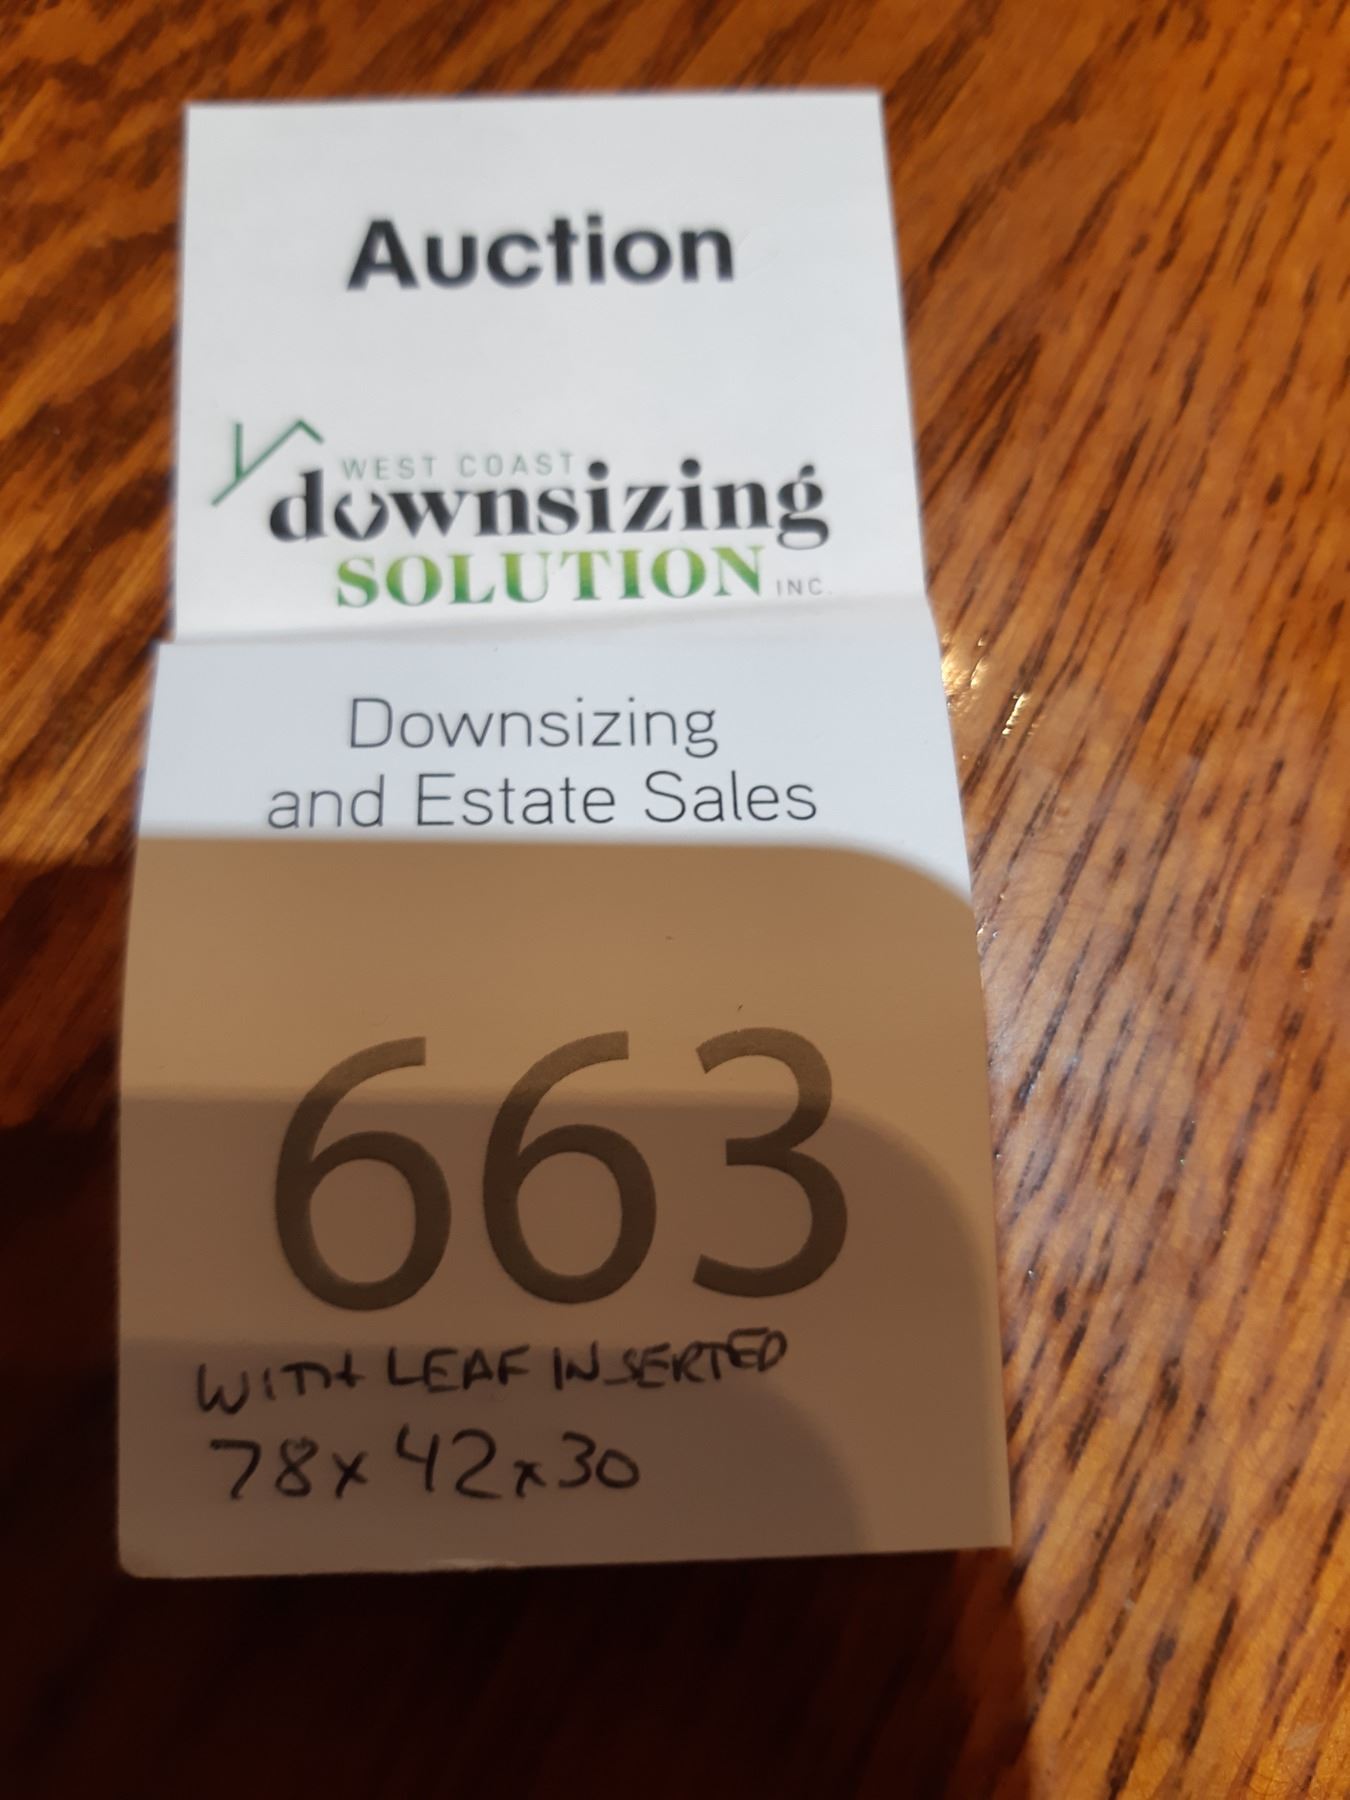 Auction
WEST COAST
downsizing
SOLUTION INC.
Downsizing
and Estate Sales
663
WITH LEAF INSERTED
78x42x30